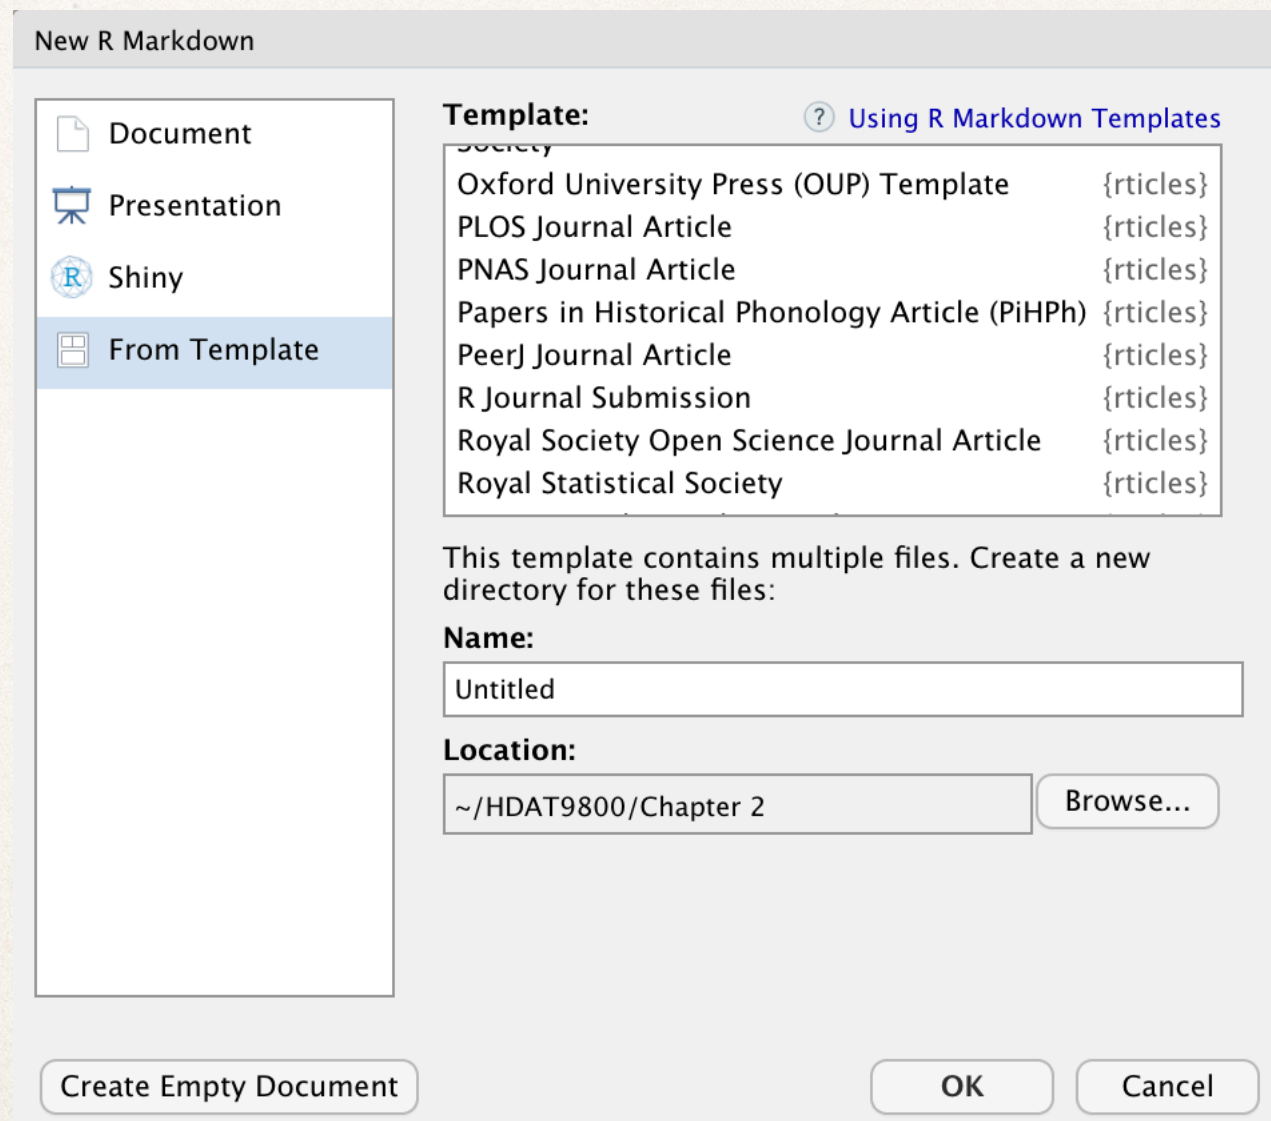 New R Markdown
Document
Presentation
Shiny
From Template
Template:
? Using R Markdown Templates
Society
Oxford University Press (OUP) Template {rticles}
PLOS Journal Article {rticles}
PNAS Journal Article {rticles}
Papers in Historical Phonology Article (PiHPh) {rticles}
PeerJ Journal Article {rticles}
R Journal Submission {rticles}
Royal Society Open Science Journal Article {rticles}
Royal Statistical Society {rticles}
This template contains multiple files. Create a new
directory for these files:
Name:
Untitled
Location:
~/HDAT9800/Chapter 2
Browse...
Create Empty Document
OK
Cancel